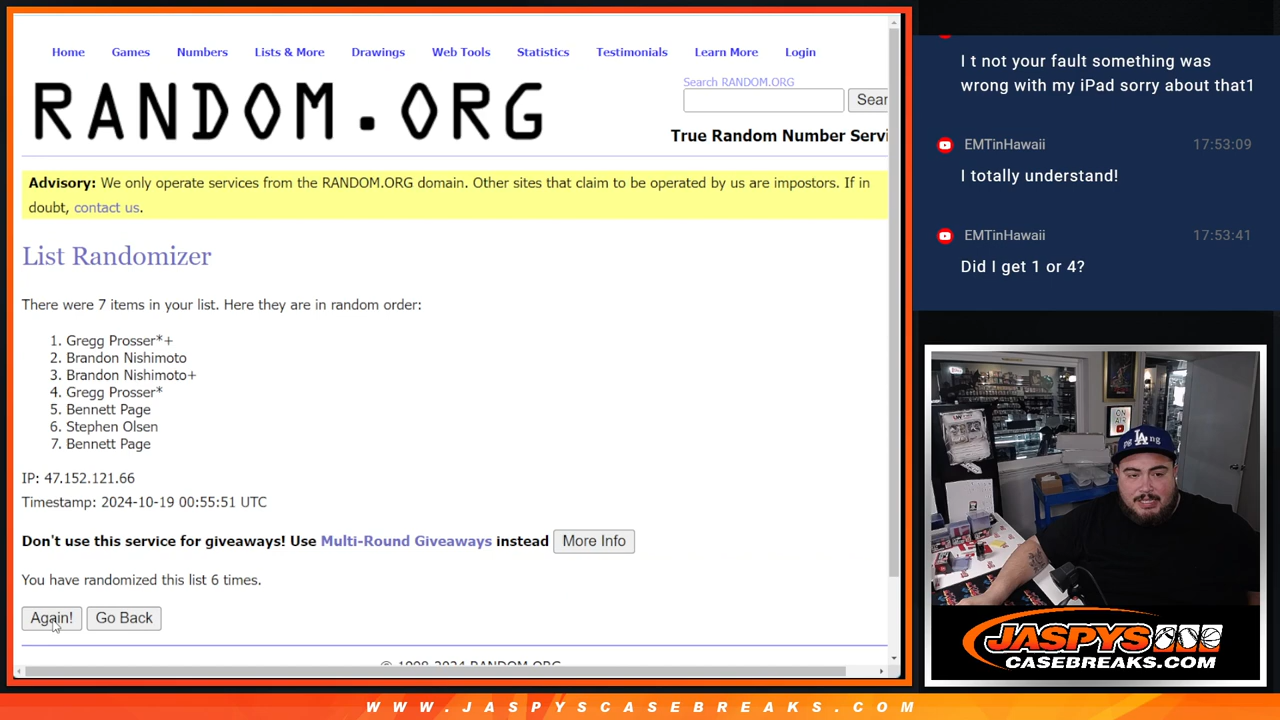 Home Games Numbers Lists & More Drawings Web Tools Statistics Testimonials Learn More Login
RANDOM.ORG
Search RANDOM.ORG
Sear
True Random Number Servi
Advisory: We only operate services from the RANDOM.ORG domain. Other sites that claim to be operated by us are impostors. If in
doubt, contact us.
List Randomizer
There were 7 items in your list. Here they are in random order:
1. Gregg Prosser*+
2. Brandon Nishimoto
3. Brandon Nishimoto+
4. Gregg Prosser*
5. Bennett Page
6. Stephen Olsen
7. Bennett Page
IP: 47.152.121.66
Timestamp: 2024-10-19 00:55:51 UTC
Don't use this service for giveaways! Use Multi-Round Giveaways instead More Info
You have randomized this list 6 times.
Again! Go Back
© 1998-2024 RANDOM.ORG
I t not your fault something was
wrong with my iPad sorry about that1
EMTinHawaii 17:53:09
I totally understand!
EMTinHawaii 17:53:41
Did I get 1 or 4?
ON
AIR
LA
JASPYS
CASEBREAKS.COM
WWW.JASPYSCASEBREAKS.COM